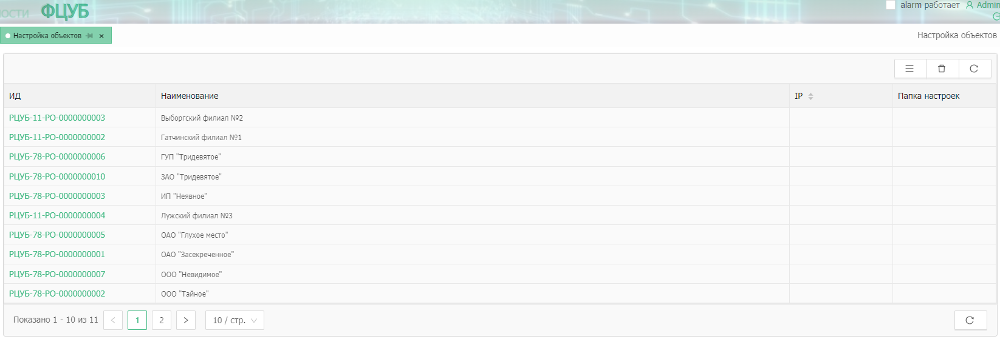 ности ФЦУБ
alarm работает Admin
Настройка объектов
Настройка объектов
ИД Наименование IP Папка настроек
РЦУБ-11-РО-0000000003 Выборгский филиал №2
РЦУБ-11-РО-0000000002 Гатчинский филиал №1
РЦУБ-78-РО-0000000006 ГУП "Тридевятое"
РЦУБ-78-РО-0000000010 ЗАО "Тридевятое"
РЦУБ-78-РО-0000000003 ИП "Неявное"
РЦУБ-11-РО-0000000004 Лужский филиал №3
РЦУБ-78-РО-0000000005 ОАО "Глухое место"
РЦУБ-78-РО-0000000001 ОАО "Засекреченное"
РЦУБ-78-РО-0000000007 ООО "Невидимое"
РЦУБ-78-РО-0000000002 ООО "Тайное"
Показано 1 - 10 из 11 < 1 2 > 10 / стр.